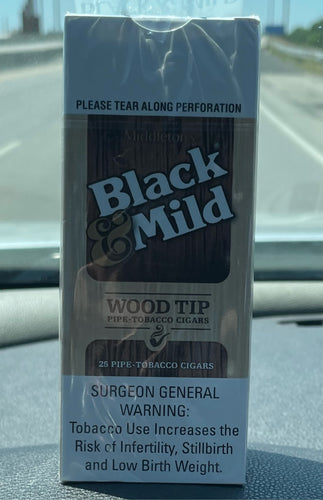 PLEASE TEAR ALONG PERFORATION
Middleton's
Black
& Mild
WOOD TIP
PIPE-TOBACCO CIGARS
&
25 PIPE-TOBACCO CIGARS
SURGEON GENERAL
WARNING:
Tobacco Use Increases the
Risk of Infertility, Stillbirth
and Low Birth Weight.